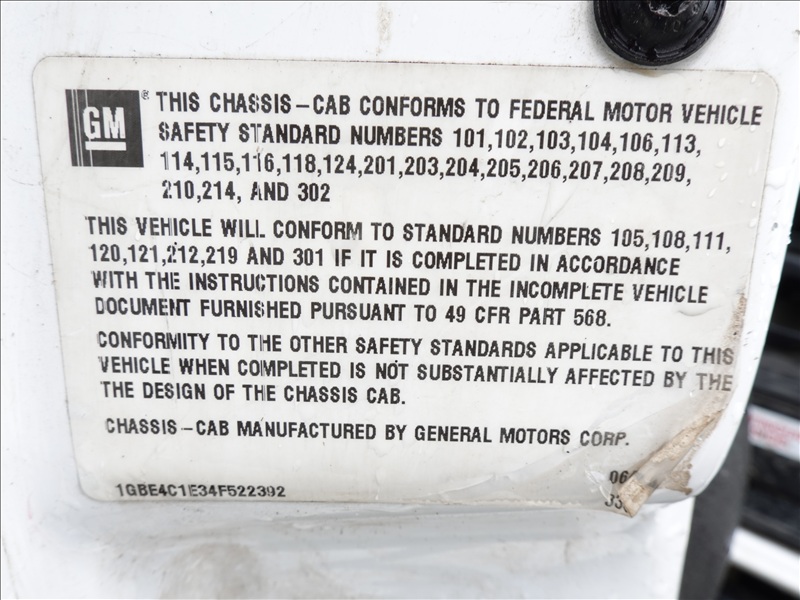 GM
® THIS CHASSIS-CAB CONFORMS TO FEDERAL MOTOR VEHICLE
SAFETY STANDARD NUMBERS 101,102,103,104,106,113,
114,115,116,118,124,201,203,204,205,206,207,208,209,
210,214, AND 302
THIS VEHICLE WILL CONFORM TO STANDARD NUMBERS 105,108,111,
120,121,212,219 AND 301 IF IT IS COMPLETED IN ACCORDANCE
WITH THE INSTRUCTIONS CONTAINED IN THE INCOMPLETE VEHICLE
DOCUMENT FURNISHED PURSUANT TO 49 CFR PART 568.
CONFORMITY TO THE OTHER SAFETY STANDARDS APPLICABLE TO THIS
VEHICLE WHEN COMPLETED IS NOT SUBSTANTIALLY AFFECTED BY THE
THE DESIGN OF THE CHASSIS CAB.
CHASSIS-CAB MANUFACTURED BY GENERAL MOTORS CORP.
1GBE4C1E34F522392